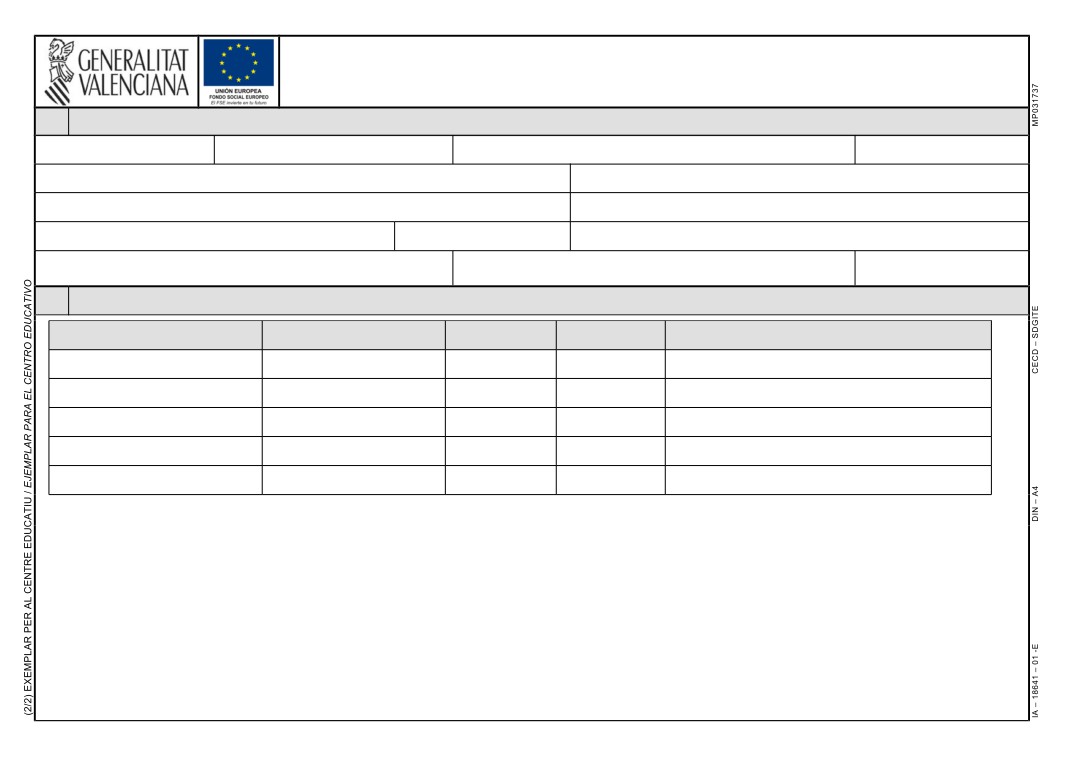 GENERALITAT
VALENCIANA
UNIÓN EUROPEA
FONDO SOCIAL EUROPEO
El FSE invierte en tu futuro
MP031737
CECD – SDGITE
DIN – A4
IA – 18641 – 01 -E
(2/2) EXEMPLAR PER AL CENTRE EDUCATIU / EJEMPLAR PARA EL CENTRO EDUCATIVO